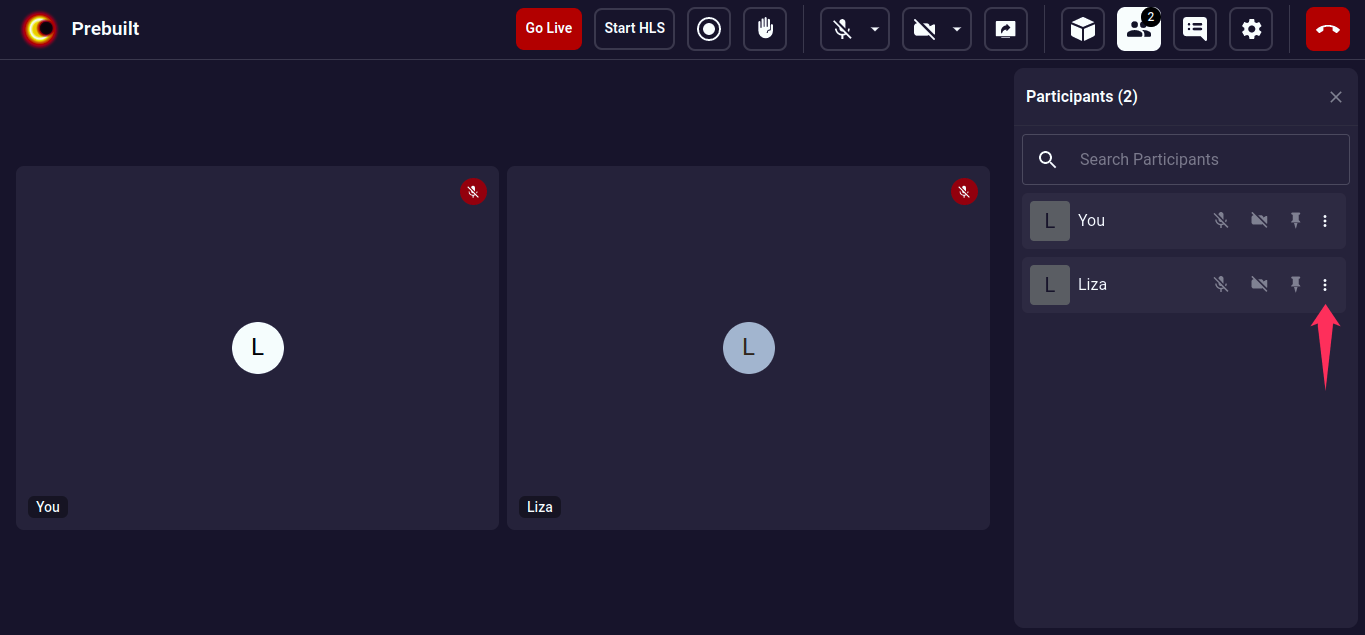 Prebuilt
Go Live
Start HLS
2
Participants (2)
Search Participants
L You
L Liza
L
L
You
Liza